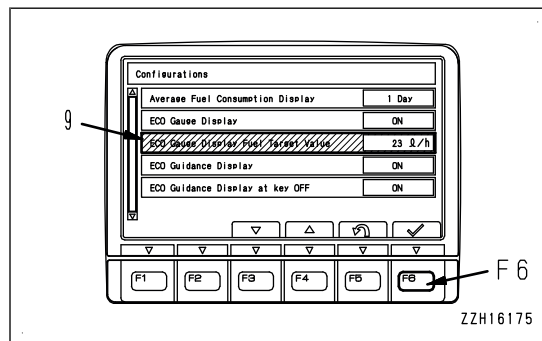 Configurations
Average Fuel Consumption Display 1 Day
ECO Gauge Display ON
9
ECO Gauge Display Fuel Target Value 23 ℓ/h
ECO Guidance Display ON
ECO Guidance Display at key OFF ON
F1 F2 F3 F4 F5 F6
F6
ZZH16175